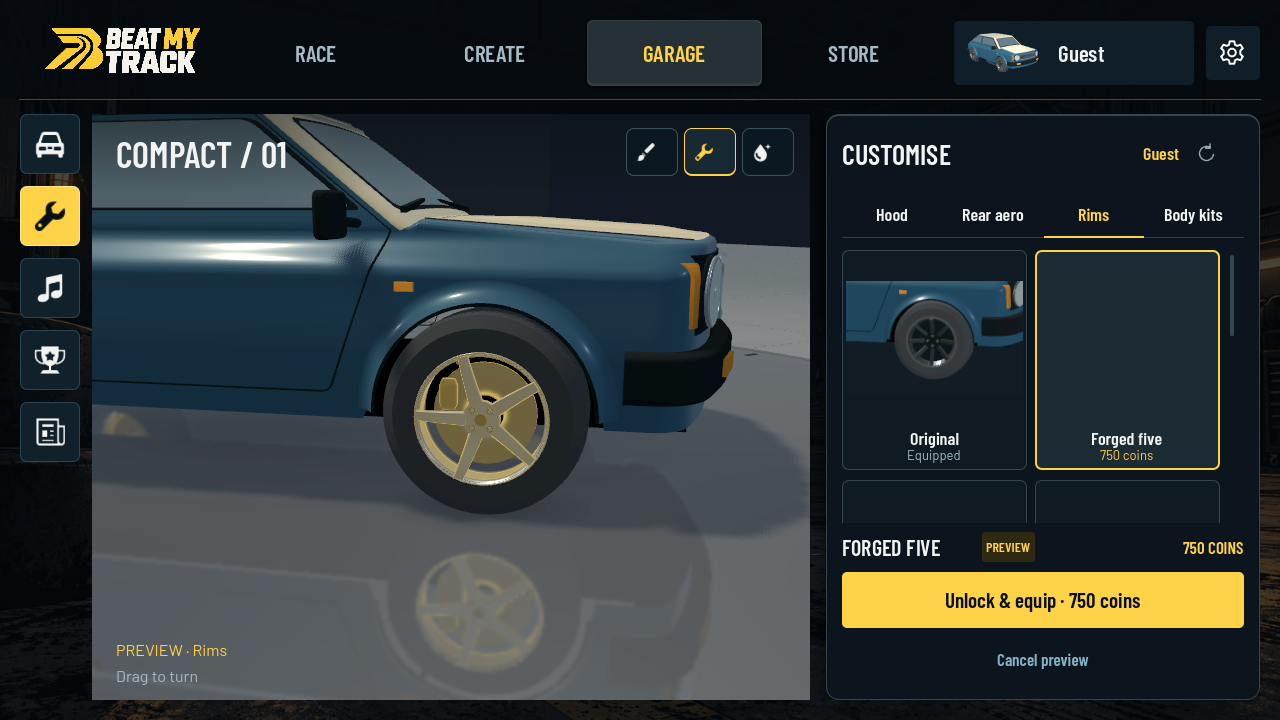 BEAT MY
TRACK
RACE
CREATE
GARAGE
STORE
Guest
COMPACT / 01
CUSTOMISE
Guest
Hood
Rear aero
Rims
Body kits
Original
Equipped
Forged five
750 coins
FORGED FIVE
PREVIEW
750 COINS
Unlock & equip · 750 coins
Cancel preview
PREVIEW · Rims
Drag to turn